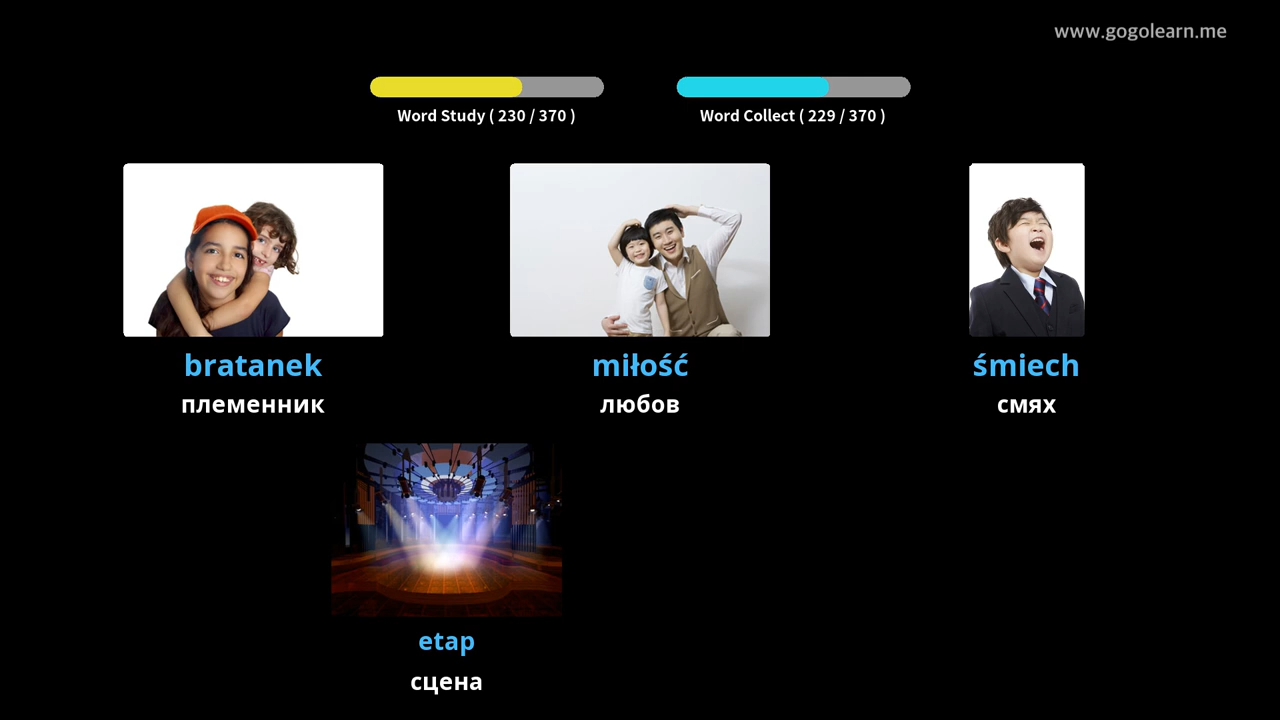 www.gogolearn.me
Word Study ( 230 / 370 )
Word Collect ( 229 / 370 )
bratanek
племенник
miłość
любов
śmiech
смях
etap
сцена